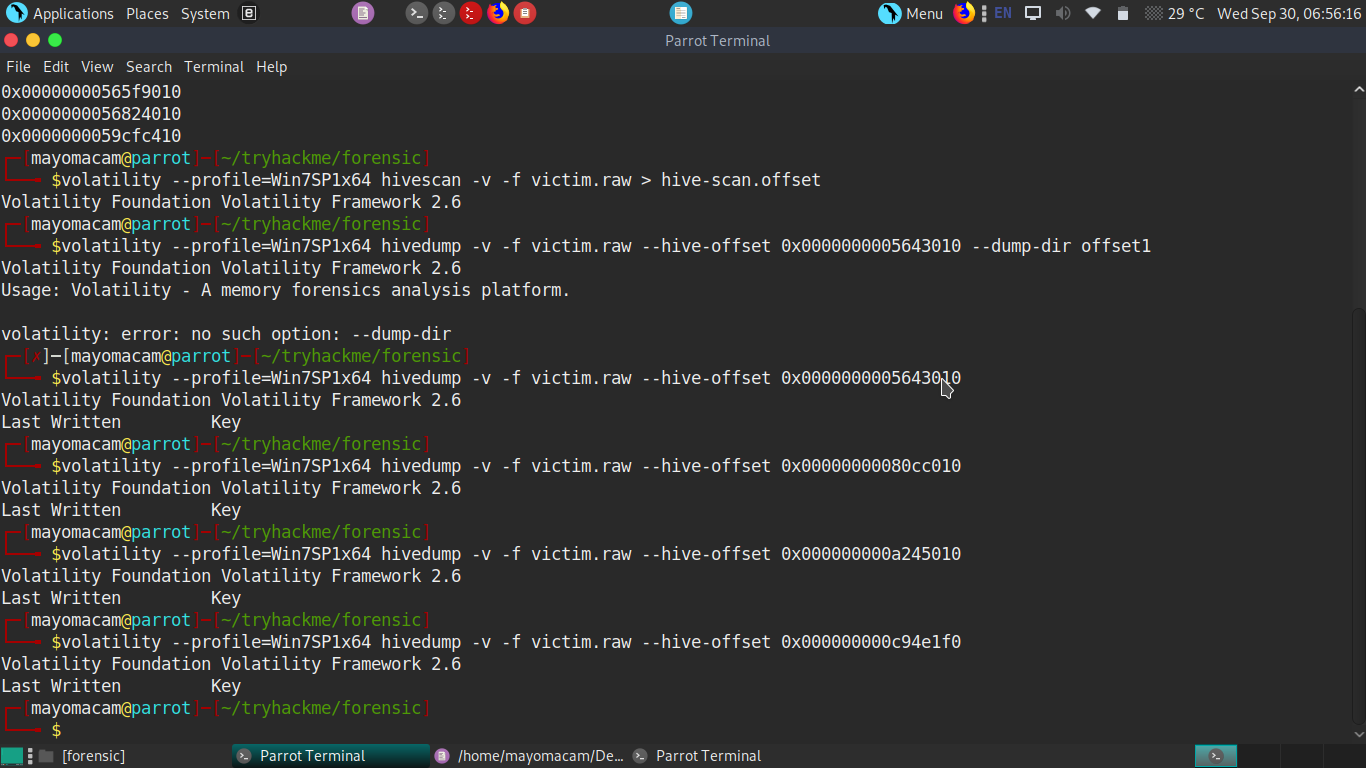 Applications Places System Menu EN 29 °C Wed Sep 30, 06:56:16
Parrot Terminal
File Edit View Search Terminal Help
0x00000000565f9010
0x0000000056824010
0x0000000059cfc410
┌─[mayomacam@parrot]─[~/tryhackme/forensic]
└──╼ $volatility --profile=Win7SP1x64 hivescan -v -f victim.raw > hive-scan.offset
Volatility Foundation Volatility Framework 2.6
┌─[mayomacam@parrot]─[~/tryhackme/forensic]
└──╼ $volatility --profile=Win7SP1x64 hivedump -v -f victim.raw --hive-offset 0x0000000005643010 --dump-dir offset1
Volatility Foundation Volatility Framework 2.6
Usage: Volatility - A memory forensics analysis platform.
volatility: error: no such option: --dump-dir
┌─[✗]─[mayomacam@parrot]─[~/tryhackme/forensic]
└──╼ $volatility --profile=Win7SP1x64 hivedump -v -f victim.raw --hive-offset 0x0000000005643010
Volatility Foundation Volatility Framework 2.6
Last Written Key
┌─[mayomacam@parrot]─[~/tryhackme/forensic]
└──╼ $volatility --profile=Win7SP1x64 hivedump -v -f victim.raw --hive-offset 0x00000000080cc010
Volatility Foundation Volatility Framework 2.6
Last Written Key
┌─[mayomacam@parrot]─[~/tryhackme/forensic]
└──╼ $volatility --profile=Win7SP1x64 hivedump -v -f victim.raw --hive-offset 0x000000000a245010
Volatility Foundation Volatility Framework 2.6
Last Written Key
┌─[mayomacam@parrot]─[~/tryhackme/forensic]
└──╼ $volatility --profile=Win7SP1x64 hivedump -v -f victim.raw --hive-offset 0x000000000c94e1f0
Volatility Foundation Volatility Framework 2.6
Last Written Key
┌─[mayomacam@parrot]─[~/tryhackme/forensic]
└──╼ $
[forensic] Parrot Terminal /home/mayomacam/De... Parrot Terminal